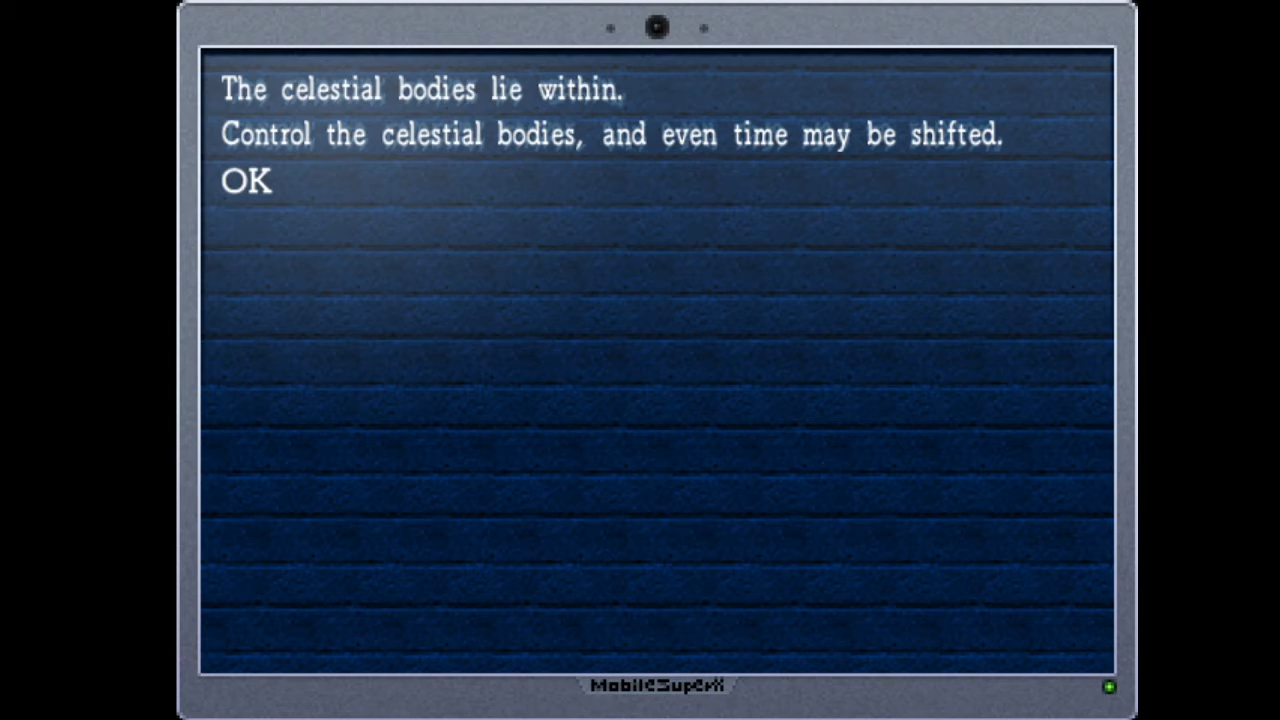 The celestial bodies lie within.
Control the celestial bodies, and even time may be shifted.
OK
MobileSuperX